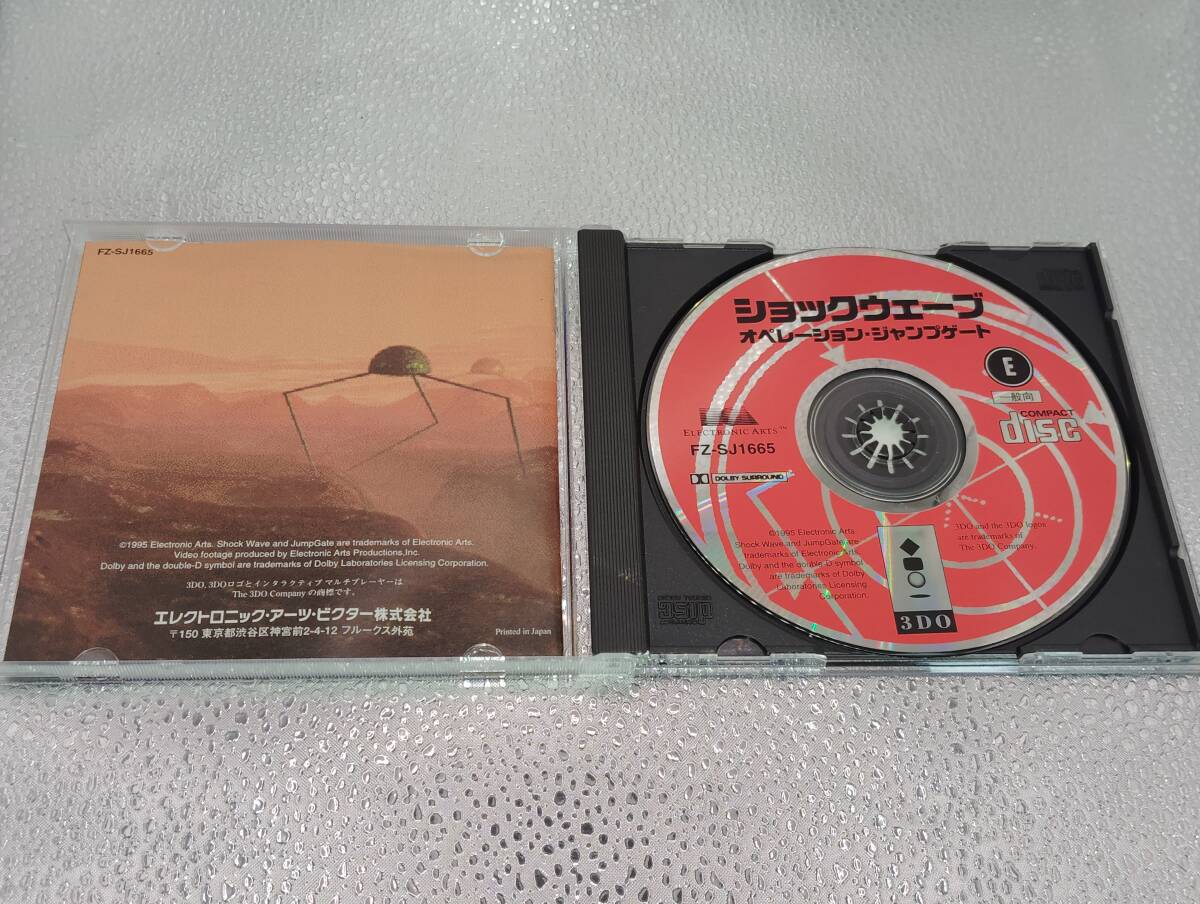 FZ-SJ1665
©1995 Electronic Arts. Shock Wave and JumpGate are trademarks of Electronic Arts.
Video footage produced by Electronic Arts Productions,Inc.
Dolby and the double-D symbol are trademarks of Dolby Laboratories Licensing Corporation.
3DO, 3DOロゴとインタラクティブ マルチプレーヤーは
The 3DO Company の商標です。
エレクトロニック・アーツ・ビクター株式会社
〒150 東京都渋谷区神宮前2-4-12 フルークス外苑
Printed in Japan
ショックウェーブ
オペレーション・ジャンプゲート
E
一般向
COMPACT
disc
ELECTRONIC ARTS™
FZ-SJ1665
DOLBY SURROUND
©1995 Electronic Arts.
Shock Wave and JumpGate are
trademarks of Electronic Arts.
Dolby and the double-D symbol
are trademarks of Dolby
Laboratories Licensing
Corporation.
3DO and the 3DO logos
are trademarks of
The 3DO Company.
3DO